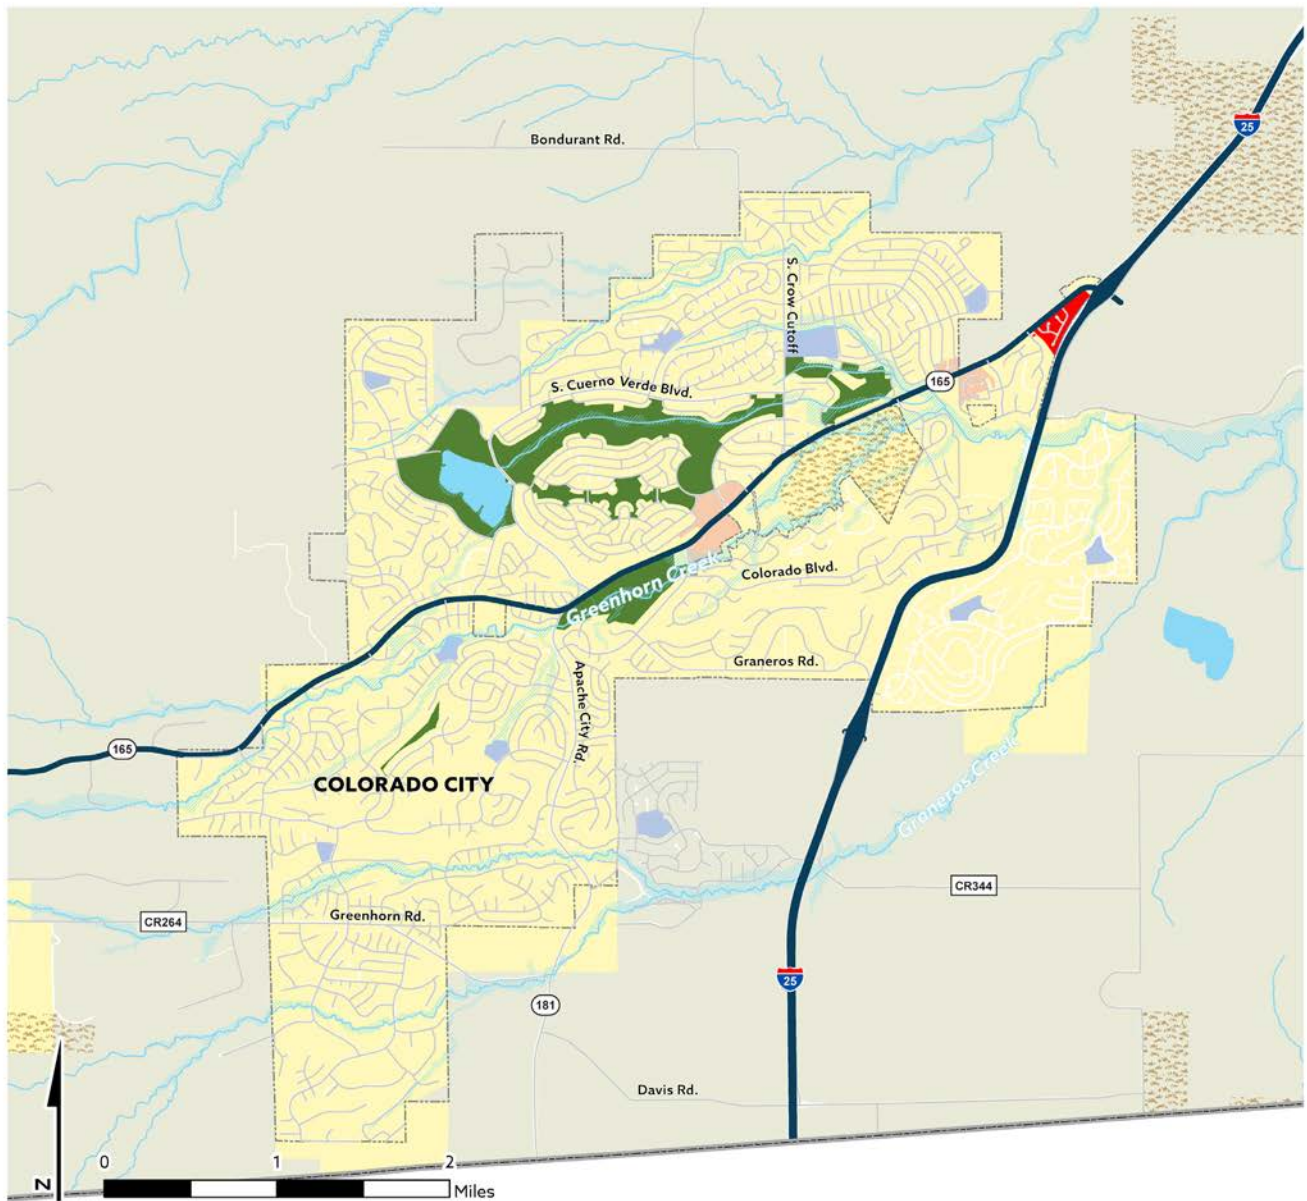 Bondurant Rd.
25
S. Crow Cutoff
S. Cuerno Verde Blvd.
165
Greenhorn Creek
Colorado Blvd.
Graneros Rd.
Apache City Rd.
165
COLORADO CITY
Graneros Creek
CR344
CR264
Greenhorn Rd.
25
181
Davis Rd.
0 1 2
Miles
N